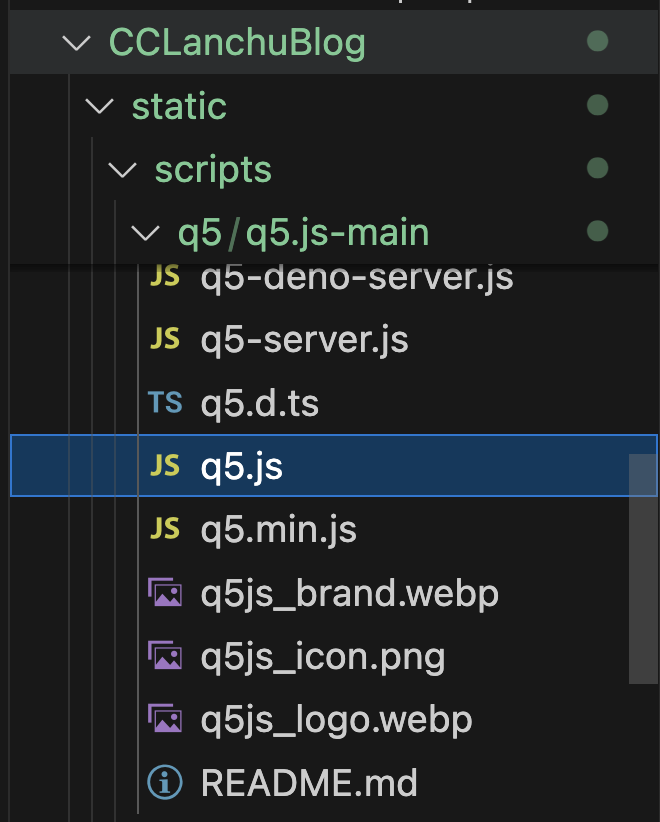 CCLanchuBlog
static
scripts
q5/q5.js-main
JS q5-deno-server.js
JS q5-server.js
TS q5.d.ts
JS q5.js
JS q5.min.js
q5js_brand.webp
q5js_icon.png
q5js_logo.webp
README.md